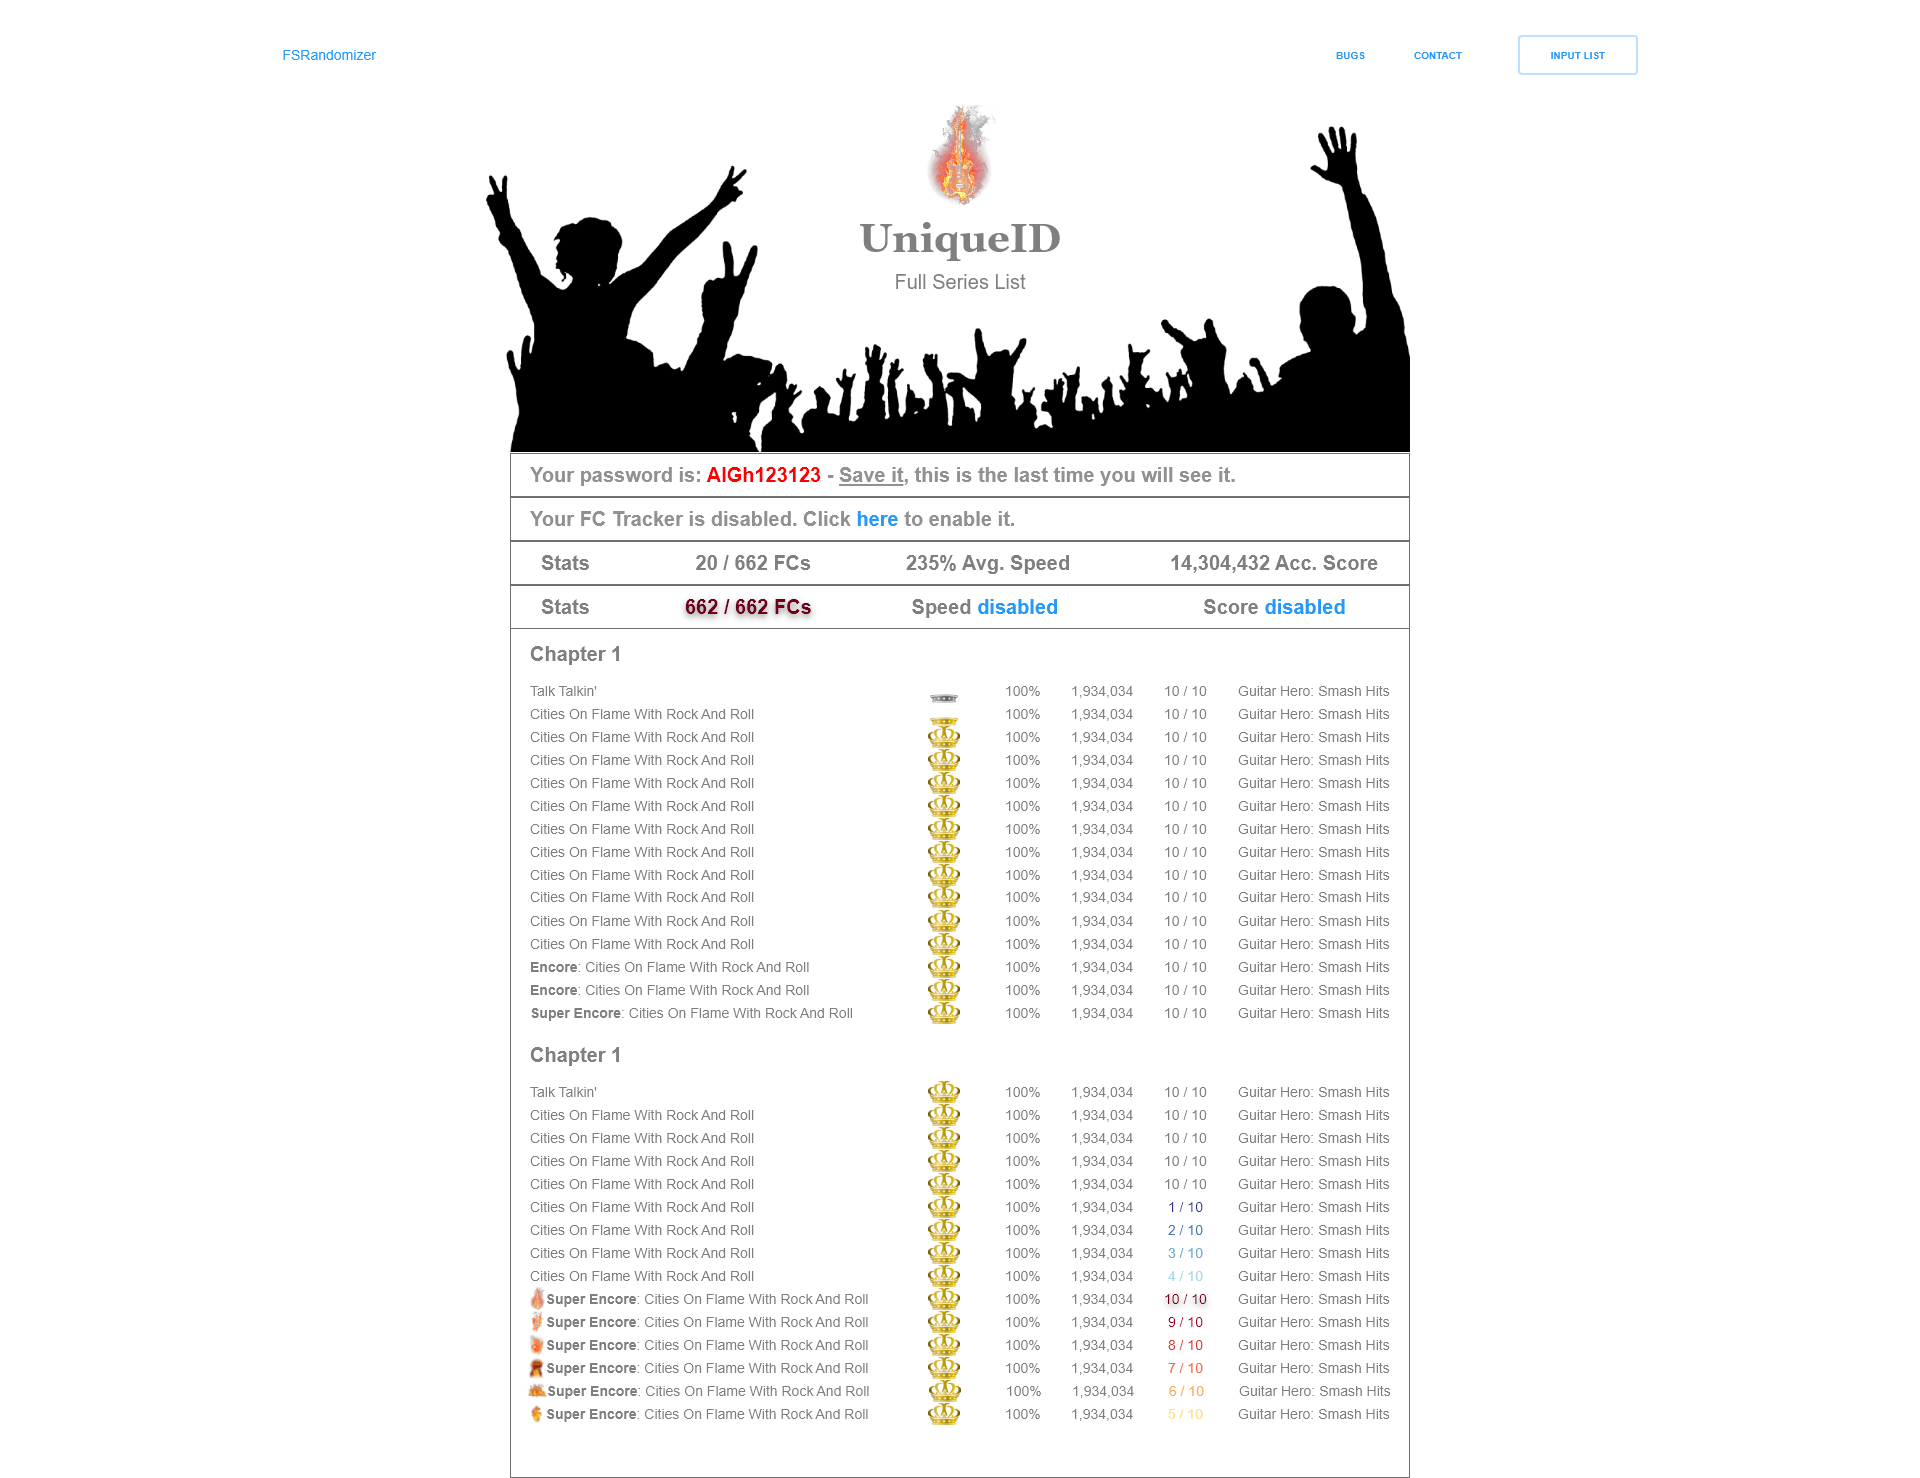 FSRandomizer BUGS CONTACT INPUT LIST
UniqueID
Full Series List
Your password is: AlGh123123 - Save it, this is the last time you will see it.
Your FC Tracker is disabled. Click here to enable it.
Stats 20 / 662 FCs 235% Avg. Speed 14,304,432 Acc. Score
Stats 662 / 662 FCs Speed disabled Score disabled
Chapter 1
Talk Talkin' 100% 1,934,034 10 / 10 Guitar Hero: Smash Hits
Cities On Flame With Rock And Roll 100% 1,934,034 10 / 10 Guitar Hero: Smash Hits
Cities On Flame With Rock And Roll 100% 1,934,034 10 / 10 Guitar Hero: Smash Hits
Cities On Flame With Rock And Roll 100% 1,934,034 10 / 10 Guitar Hero: Smash Hits
Cities On Flame With Rock And Roll 100% 1,934,034 10 / 10 Guitar Hero: Smash Hits
Cities On Flame With Rock And Roll 100% 1,934,034 10 / 10 Guitar Hero: Smash Hits
Cities On Flame With Rock And Roll 100% 1,934,034 10 / 10 Guitar Hero: Smash Hits
Cities On Flame With Rock And Roll 100% 1,934,034 10 / 10 Guitar Hero: Smash Hits
Cities On Flame With Rock And Roll 100% 1,934,034 10 / 10 Guitar Hero: Smash Hits
Cities On Flame With Rock And Roll 100% 1,934,034 10 / 10 Guitar Hero: Smash Hits
Cities On Flame With Rock And Roll 100% 1,934,034 10 / 10 Guitar Hero: Smash Hits
Cities On Flame With Rock And Roll 100% 1,934,034 10 / 10 Guitar Hero: Smash Hits
Encore: Cities On Flame With Rock And Roll 100% 1,934,034 10 / 10 Guitar Hero: Smash Hits
Encore: Cities On Flame With Rock And Roll 100% 1,934,034 10 / 10 Guitar Hero: Smash Hits
Super Encore: Cities On Flame With Rock And Roll 100% 1,934,034 10 / 10 Guitar Hero: Smash Hits
Chapter 1
Talk Talkin' 100% 1,934,034 10 / 10 Guitar Hero: Smash Hits
Cities On Flame With Rock And Roll 100% 1,934,034 10 / 10 Guitar Hero: Smash Hits
Cities On Flame With Rock And Roll 100% 1,934,034 10 / 10 Guitar Hero: Smash Hits
Cities On Flame With Rock And Roll 100% 1,934,034 10 / 10 Guitar Hero: Smash Hits
Cities On Flame With Rock And Roll 100% 1,934,034 10 / 10 Guitar Hero: Smash Hits
Cities On Flame With Rock And Roll 100% 1,934,034 1 / 10 Guitar Hero: Smash Hits
Cities On Flame With Rock And Roll 100% 1,934,034 2 / 10 Guitar Hero: Smash Hits
Cities On Flame With Rock And Roll 100% 1,934,034 3 / 10 Guitar Hero: Smash Hits
Cities On Flame With Rock And Roll 100% 1,934,034 4 / 10 Guitar Hero: Smash Hits
Super Encore: Cities On Flame With Rock And Roll 100% 1,934,034 10 / 10 Guitar Hero: Smash Hits
Super Encore: Cities On Flame With Rock And Roll 100% 1,934,034 9 / 10 Guitar Hero: Smash Hits
Super Encore: Cities On Flame With Rock And Roll 100% 1,934,034 8 / 10 Guitar Hero: Smash Hits
Super Encore: Cities On Flame With Rock And Roll 100% 1,934,034 7 / 10 Guitar Hero: Smash Hits
Super Encore: Cities On Flame With Rock And Roll 100% 1,934,034 6 / 10 Guitar Hero: Smash Hits
Super Encore: Cities On Flame With Rock And Roll 100% 1,934,034 5 / 10 Guitar Hero: Smash Hits